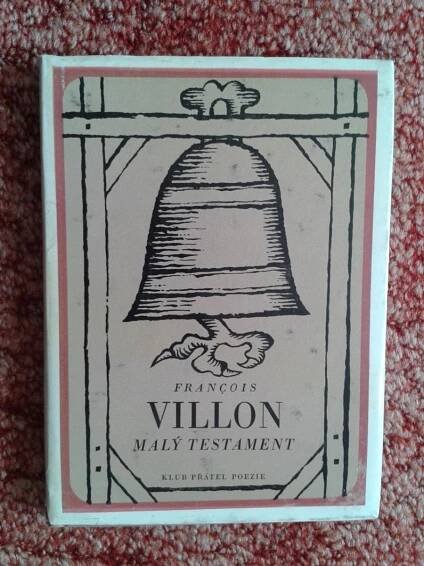 FRANÇOIS
VILLON
MALÝ TESTAMENT
KLUB PŘÁTEL POEZIE